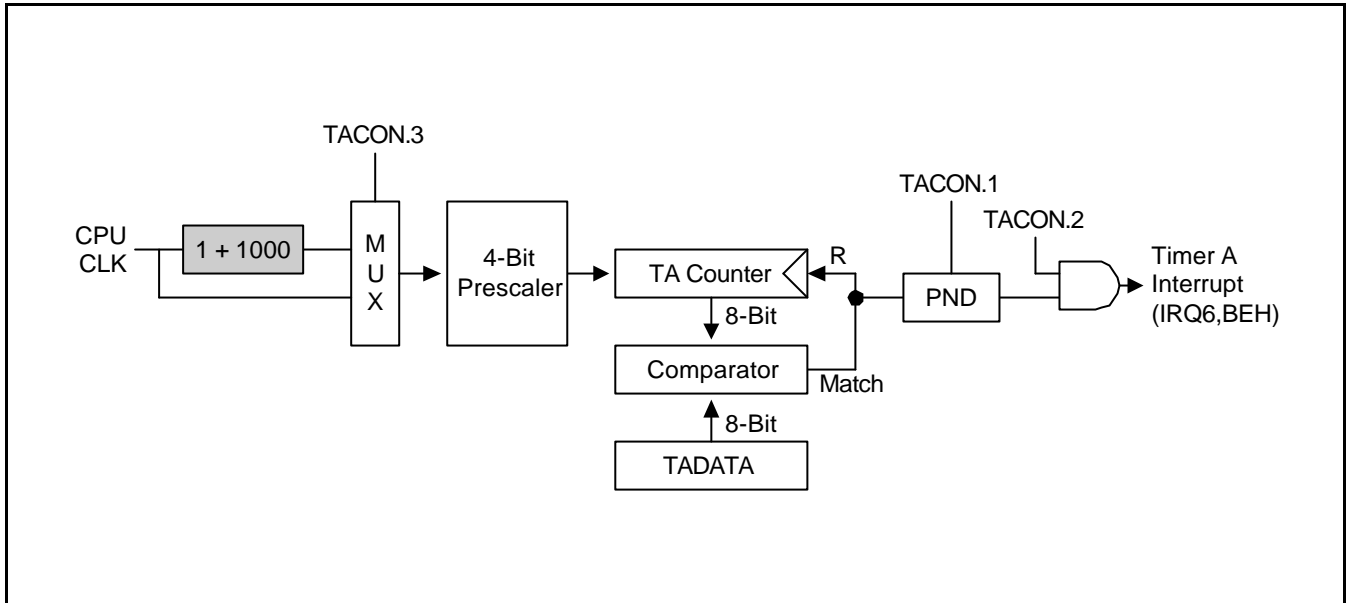 TACON.3
CPU
CLK
1 + 1000
M
U
X
4-Bit
Prescaler
TA Counter
R
8-Bit
Comparator
Match
8-Bit
TADATA
TACON.1
PND
TACON.2
Timer A
Interrupt
(IRQ6,BEH)